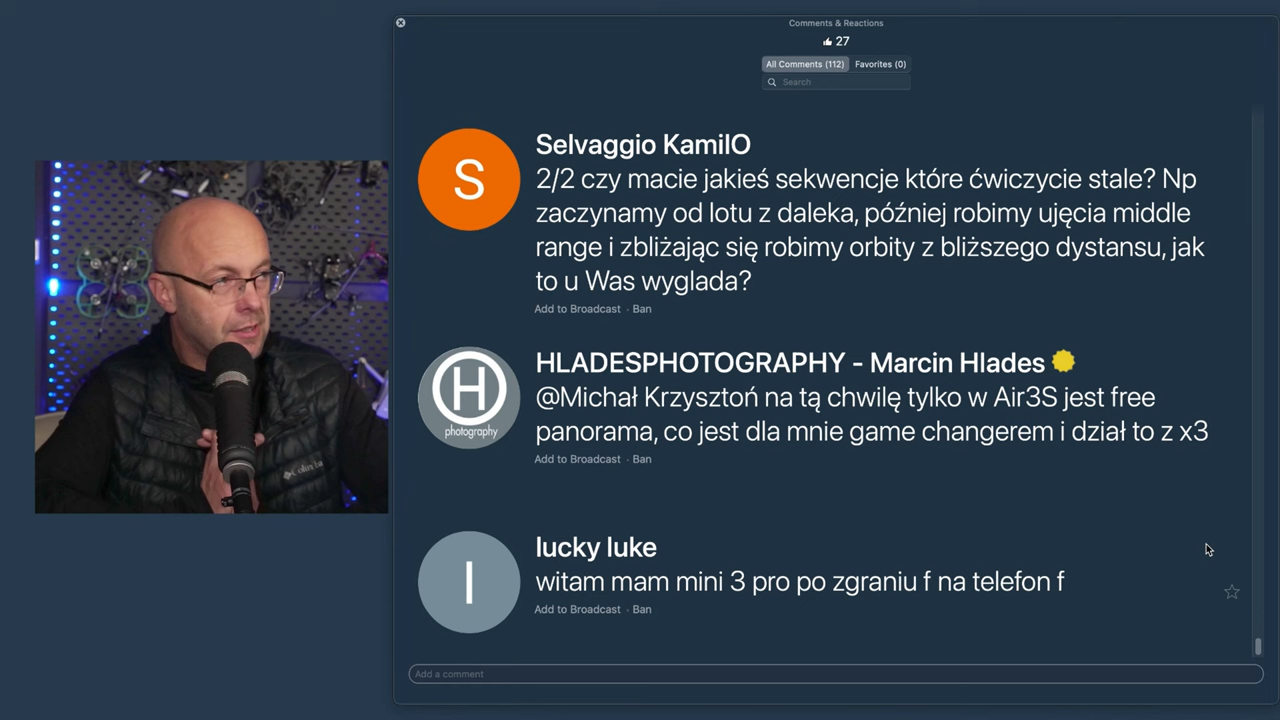 Comments & Reactions
27
All Comments (112) Favorites (0)
Search
S
Selvaggio KamilO
2/2 czy macie jakieś sekwencje które ćwiczycie stale? Np
zaczynamy od lotu z daleka, później robimy ujęcia middle
range i zbliżając się robimy orbity z bliższego dystansu, jak
to u Was wyglada?
Add to Broadcast · Ban
H
photography
HLADESPHOTOGRAPHY - Marcin Hlades
@Michał Krzysztoń na tą chwilę tylko w Air3S jest free
panorama, co jest dla mnie game changerem i dział to z x3
Add to Broadcast · Ban
l
lucky luke
witam mam mini 3 pro po zgraniu f na telefon f
Add to Broadcast · Ban
Add a comment
Columbia